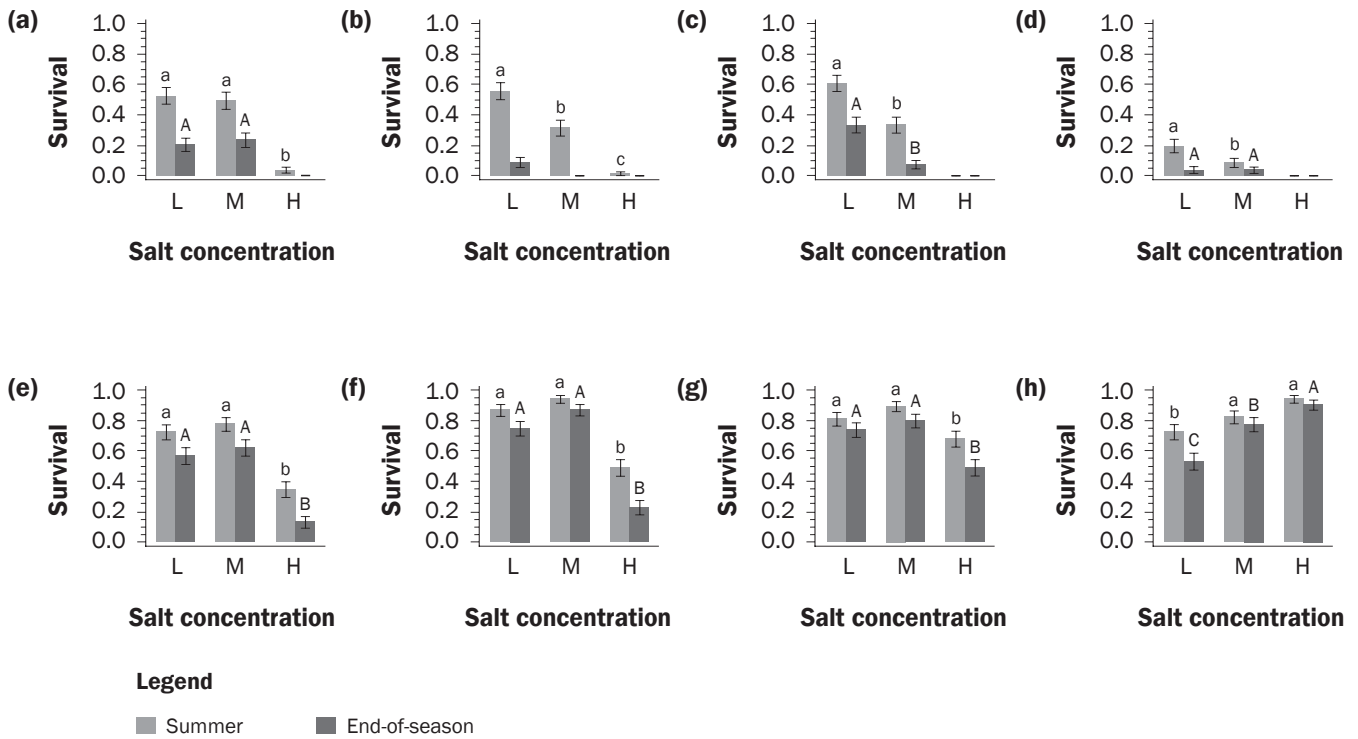 (a)
1.0
0.8
0.6
0.4
0.2
0.0
Survival
a
A
a
A
b
L M H
Salt concentration
(b)
1.0
0.8
0.6
0.4
0.2
0.0
Survival
a
b
c
L M H
Salt concentration
(c)
1.0
0.8
0.6
0.4
0.2
0.0
Survival
a
A
b
B
L M H
Salt concentration
(d)
1.0
0.8
0.6
0.4
0.2
0.0
Survival
a
A
b
A
L M H
Salt concentration
(e)
1.0
0.8
0.6
0.4
0.2
0.0
Survival
a
A
a
A
b
B
L M H
Salt concentration
(f)
1.0
0.8
0.6
0.4
0.2
0.0
Survival
a
A
a
A
b
B
L M H
Salt concentration
(g)
1.0
0.8
0.6
0.4
0.2
0.0
Survival
a
A
a
A
b
B
L M H
Salt concentration
(h)
1.0
0.8
0.6
0.4
0.2
0.0
Survival
b
C
a
B
a
A
L M H
Salt concentration
Legend
Summer End-of-season